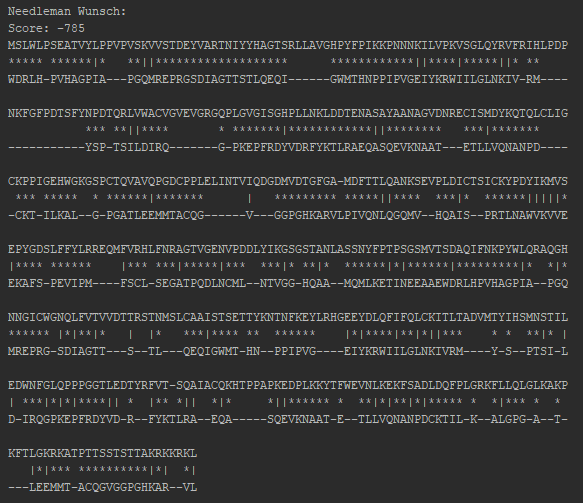 Needleman Wunsch:
Score: -785
MSLWLPSEATVYLPPVPVSKVVSTDEYVARTNIYYHAGTSRLLAVGHPYFPIKKPNNNKILVPKVSGLQYRVFRIHLPDP
***** ******|*** *||***************************** ***********||*****|*****||** *
WDRLH-PVHAGPIA---PGQMREPRGSDIAGTTSTLQEQI------GWMTHNPPIPVGEIYKRWIILGLNKIV-RM----
NKFGFPDTSFYNPDTQRLVWACVGVEVGRGQPLGVGISGHPLLNKLDDTENASAYAANAGVDNRECISMDYKQTQLCLIG
*** **||**** * *******|************||******** ****|*******
-----------YSP-TSILDIRQ-------G-PKEPFRDYVDRFYKTLRAEQASQEVKNAAT---ETLLVQNANPD----
CKPPIGEHWGKGSPCTQVAVQPGDCPPLELINTVIQDGDMVDTGFGA-MDFTTLQANKSEVPLDICTSICKYPDYIKMVS
*** ***** * ********** | ************||**** *|*** *********|||||
-CKT-ILKAL--G-PGATLEEMMTACQG------V---GGPGHKARVLPIVQNLQGQMV--HQAIS--PRTLNAWVKVVE
EPYGDSLFFYLRREQMFVRHLFNRAGTVGENVPDDLYIKGSGSTANLASSNYFPTPSGSMVTSDAQIFNKPYWLQRAQGH
|**** ****** ****|***|********|*** ***|*|* ******|************|****** ***
EKAFS-PEVIPM----FSCL-SEGATPQDLNCML--NTVGG-HQAA--MQMLKETINEEAAEWDRLHPVHAGPIA--PGQ
NNGICWGNQLFVTVVDTTRSTNMSLCAAISTSETTYKNTNFKEYLRHGEEYDLQFIFQLCKITLTADVMTYIHSMNSTIL
****** *|*||** * |* ***|**** ** ****** |*|****|*||*|**|* * * **| *|
MREPRG-SDIAGTT---S--TL---QEQIGWMT-HN--PPIPVG----EIYKRWIILGLNKIVRM----Y-S--PTSI-L
EDWNFGLQPPPGGTLEDTYRFVT-SQAIACQKHTPPAPKEDPLKKYTFWEVNLKEKFSADLDQFPLGRKFLLQLGLKAKP
D-IRQGPKEPFRDYVD-R--FYKTLRA--EQA-----SQEVKNAAT-E--TLLVQNANPDCKTIL-K--ALGPG-A--T-
KFTLGKRKATPTTSSTSTTAKRKKRKL
|*|** *************|*| *|
---LEEMMT-ACQGVGGPGHKAR--VL